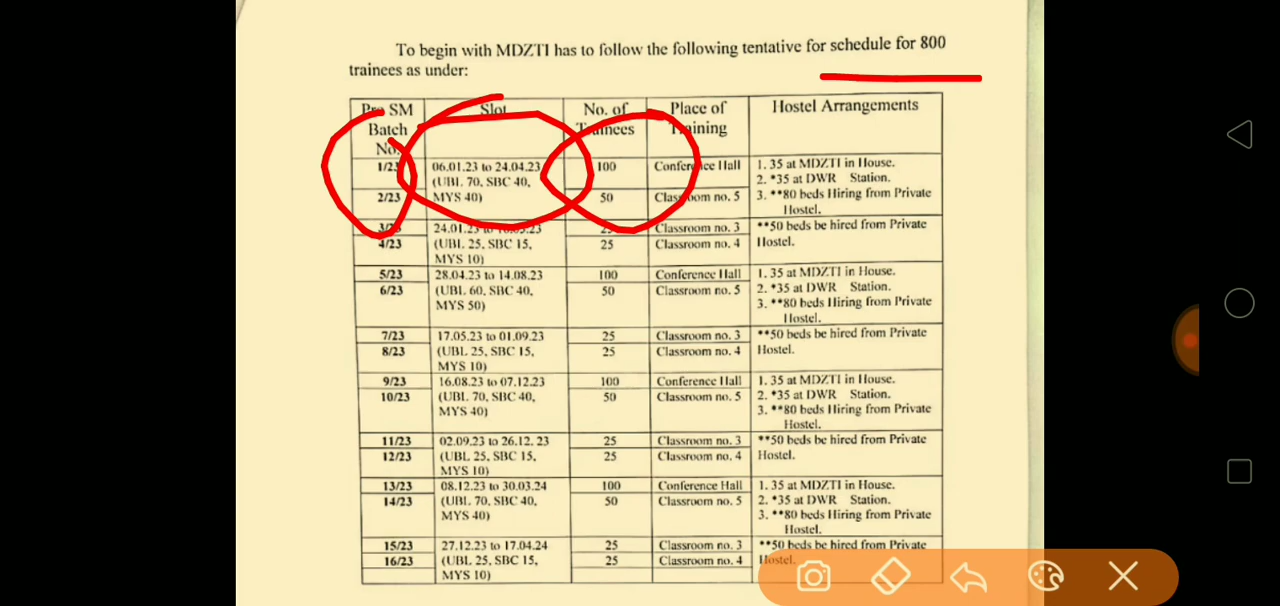 To begin with MDZTI has to follow the following tentative for schedule for 800
trainees as under:
Pre SM Batch No. Slot No. of Trainees Place of Training Hostel Arrangements
1/23 06.01.23 to 24.04.23 100 Conference Hall 1. 35 at MDZTI in House.
(UBL 70, SBC 40, 2. *35 at DWR Station.
2/23 MYS 40) 50 Classroom no. 5 3. **80 beds Hiring from Private
Hostel.
3/23 24.01.23 to 25 Classroom no. 3 **50 beds be hired from Private
4/23 (UBL 25, SBC 15, 25 Classroom no. 4 Hostel.
MYS 10)
5/23 28.04.23 to 14.08.23 100 Conference Hall 1. 35 at MDZTI in House.
6/23 (UBL 60, SBC 40, 50 Classroom no. 5 2. *35 at DWR Station.
MYS 50) 3. **80 beds Hiring from Private
Hostel.
7/23 17.05.23 to 01.09.23 25 Classroom no. 3 **50 beds be hired from Private
8/23 (UBL 25, SBC 15, 25 Classroom no. 4 Hostel.
MYS 10)
9/23 16.08.23 to 07.12.23 100 Conference Hall 1. 35 at MDZTI in House.
10/23 (UBL 70, SBC 40, 50 Classroom no. 5 2. *35 at DWR Station.
MYS 40) 3. **80 beds Hiring from Private
Hostel.
11/23 02.09.23 to 26.12. 23 25 Classroom no. 3 **50 beds be hired from Private
12/23 (UBL 25, SBC 15, 25 Classroom no. 4 Hostel.
MYS 10)
13/23 08.12.23 to 30.03.24 100 Conference Hall 1. 35 at MDZTI in House.
14/23 (UBL 70, SBC 40, 50 Classroom no. 5 2. *35 at DWR Station.
MYS 40) 3. **80 beds Hiring from Private
Hostel.
15/23 27.12.23 to 17.04.24 25 Classroom no. 3 **50 beds be hired from Private
16/23 (UBL 25, SBC 15, 25 Classroom no. 4 Hostel.
MYS 10)